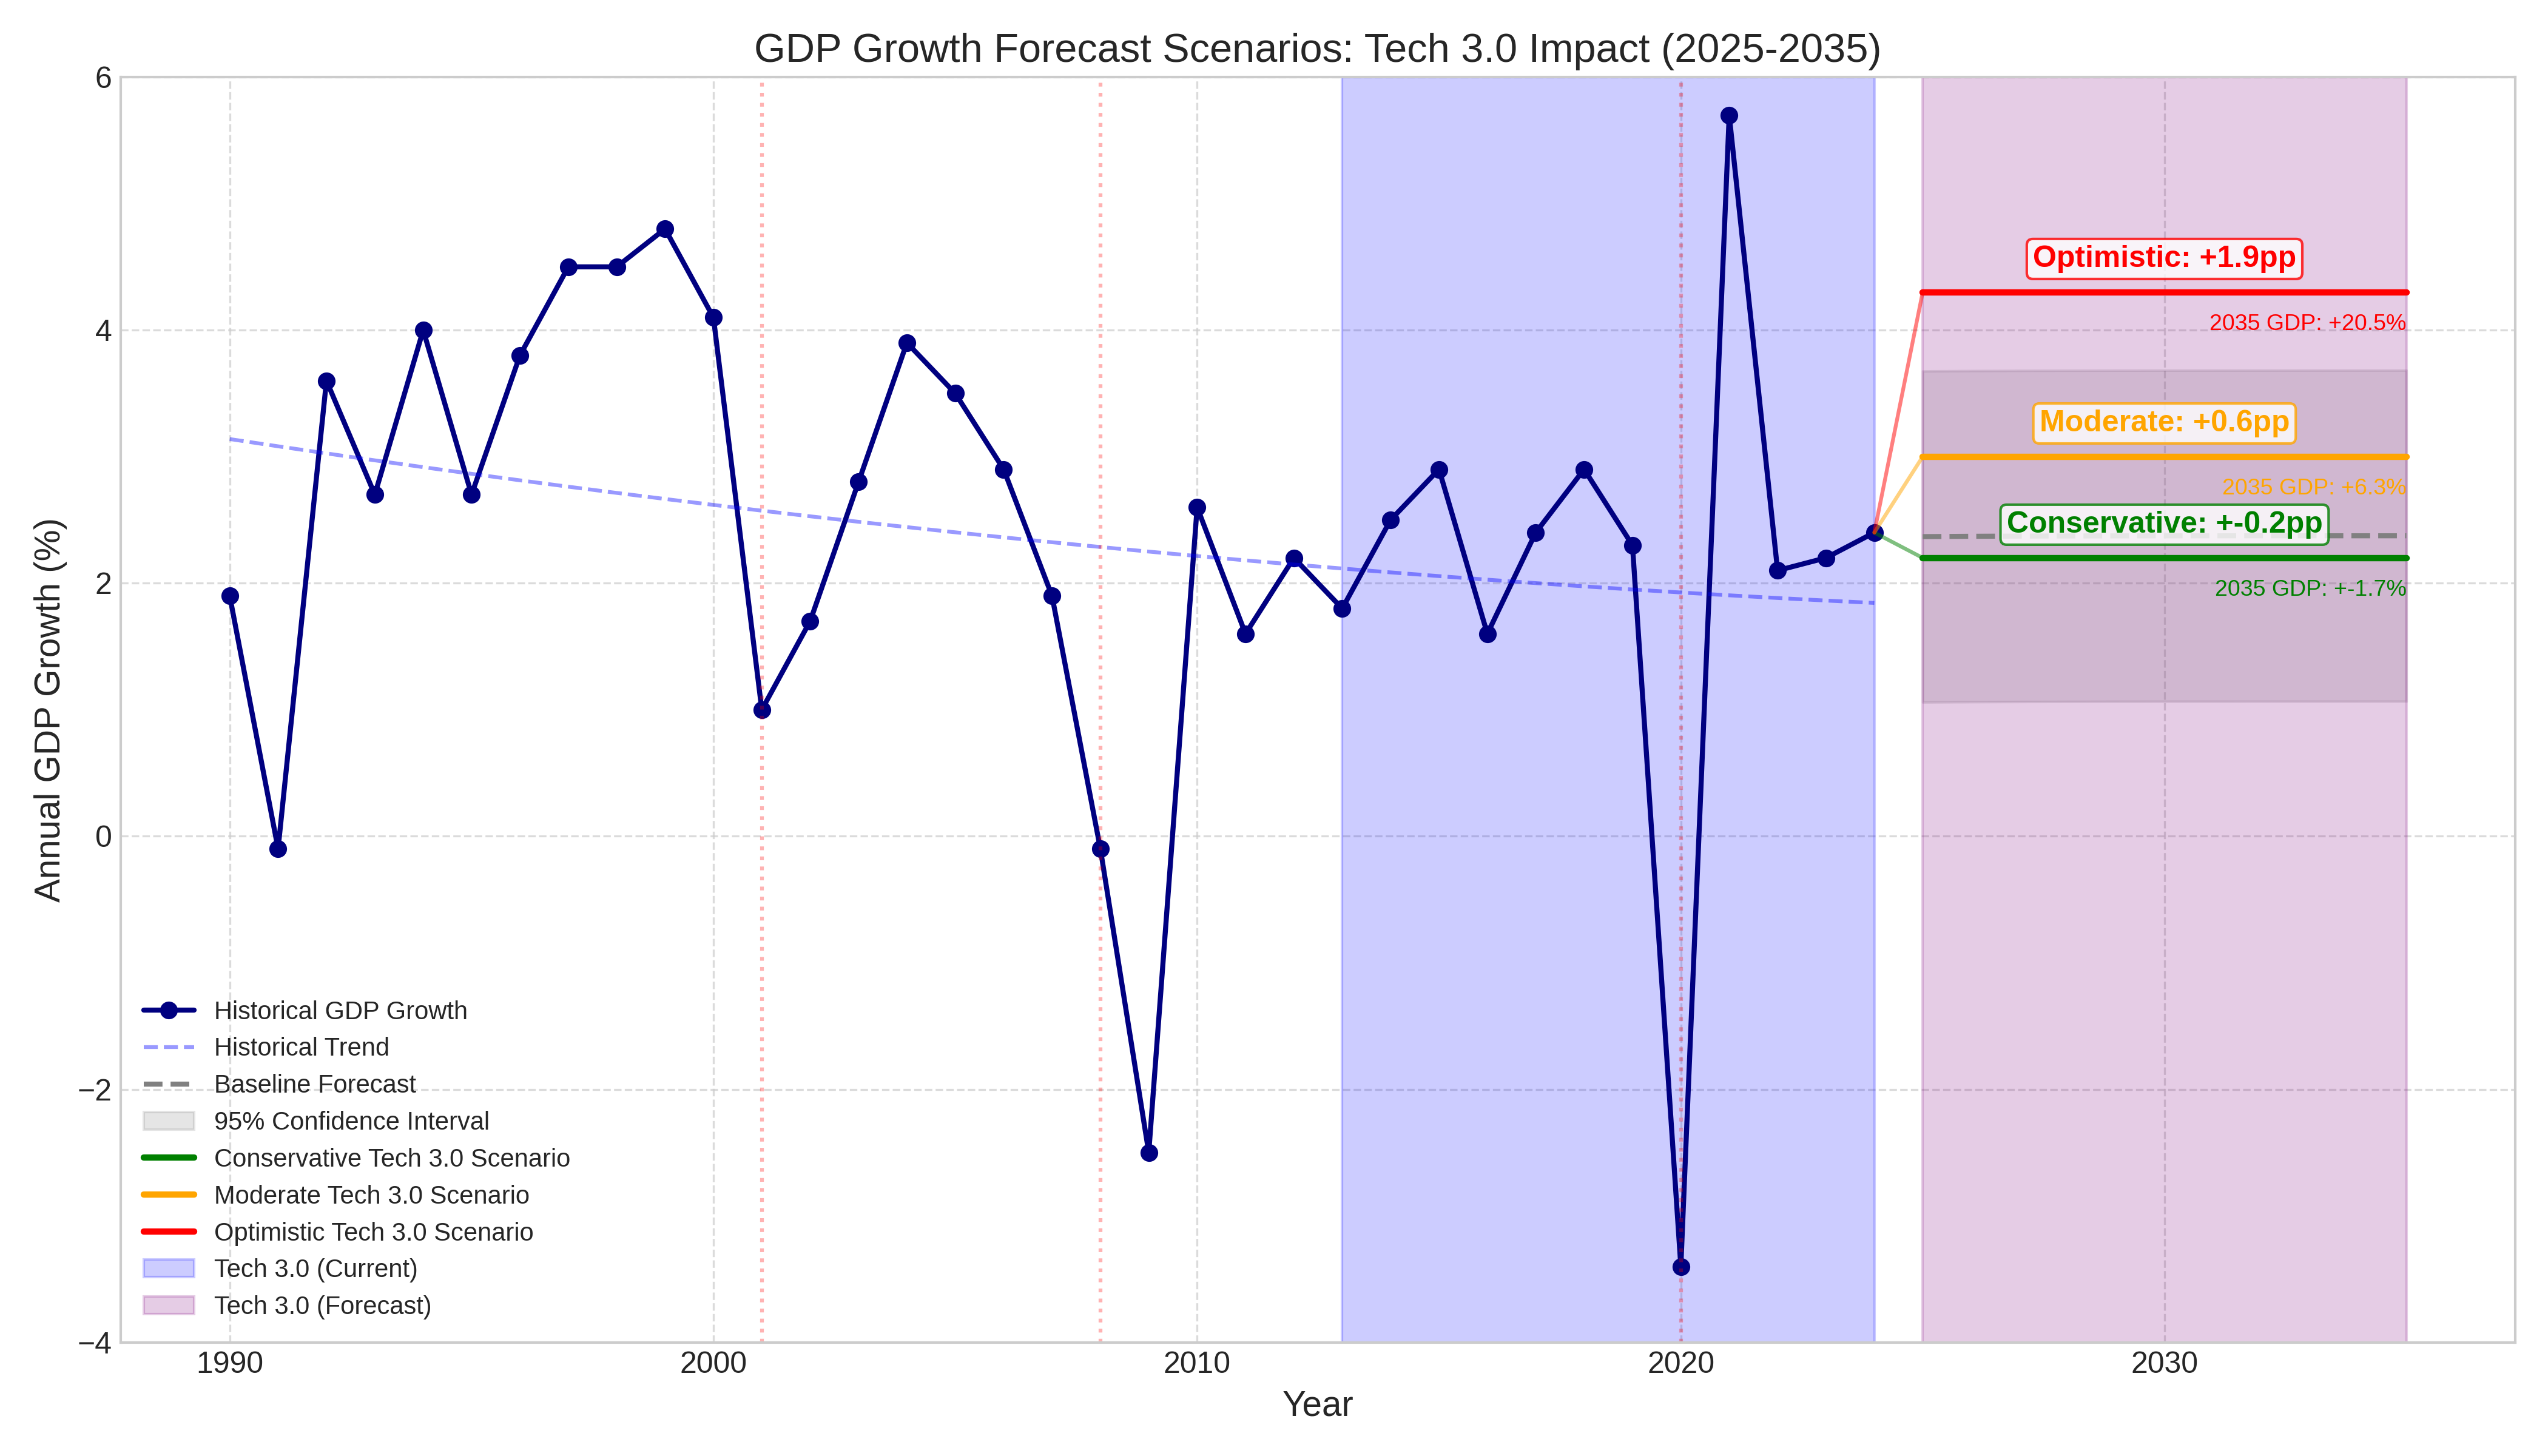 GDP Growth Forecast Scenarios: Tech 3.0 Impact (2025-2035)
Annual GDP Growth (%)
6
4
2
0
−2
−4
Optimistic: +1.9pp
2035 GDP: +20.5%
Moderate: +0.6pp
2035 GDP: +6.3%
Conservative: +-0.2pp
2035 GDP: +-1.7%
Historical GDP Growth
Historical Trend
Baseline Forecast
95% Confidence Interval
Conservative Tech 3.0 Scenario
Moderate Tech 3.0 Scenario
Optimistic Tech 3.0 Scenario
Tech 3.0 (Current)
Tech 3.0 (Forecast)
1990 2000 2010 2020 2030
Year